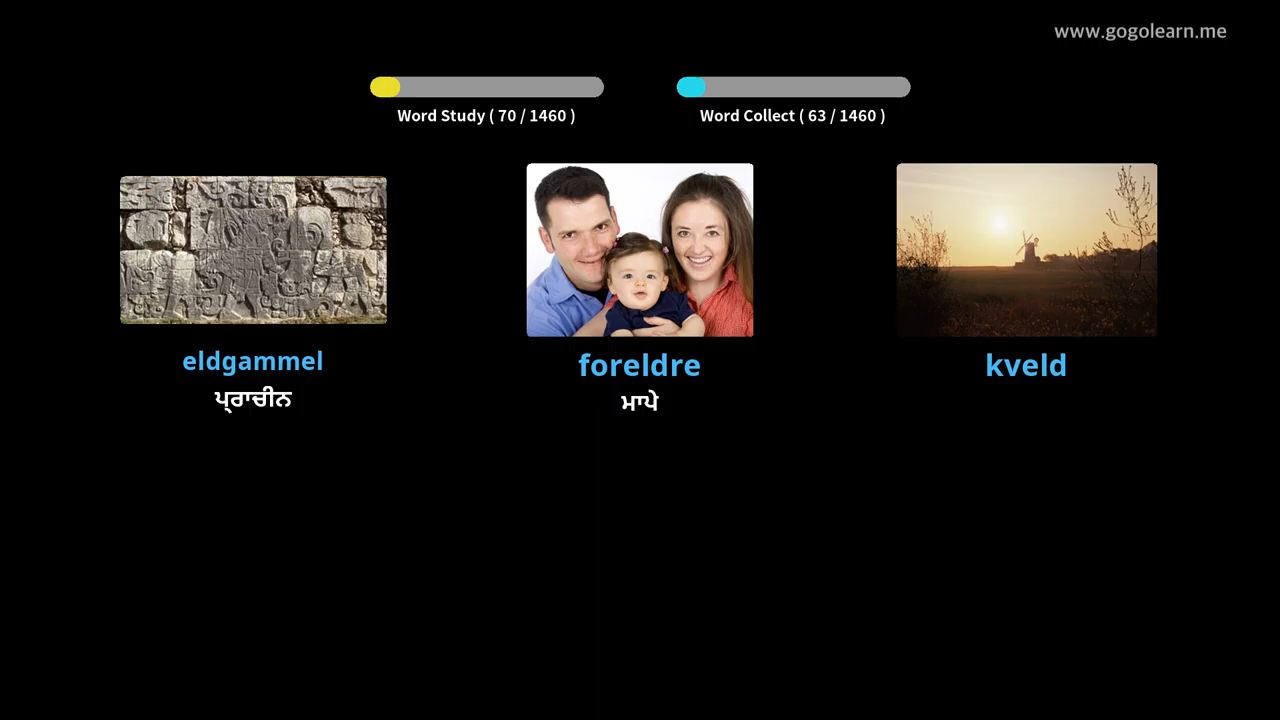 www.gogolearn.me
Word Study ( 70 / 1460 )
Word Collect ( 63 / 1460 )
eldgammel
ਪ੍ਰਾਚੀਨ
foreldre
ਮਾਪੇ
kveld